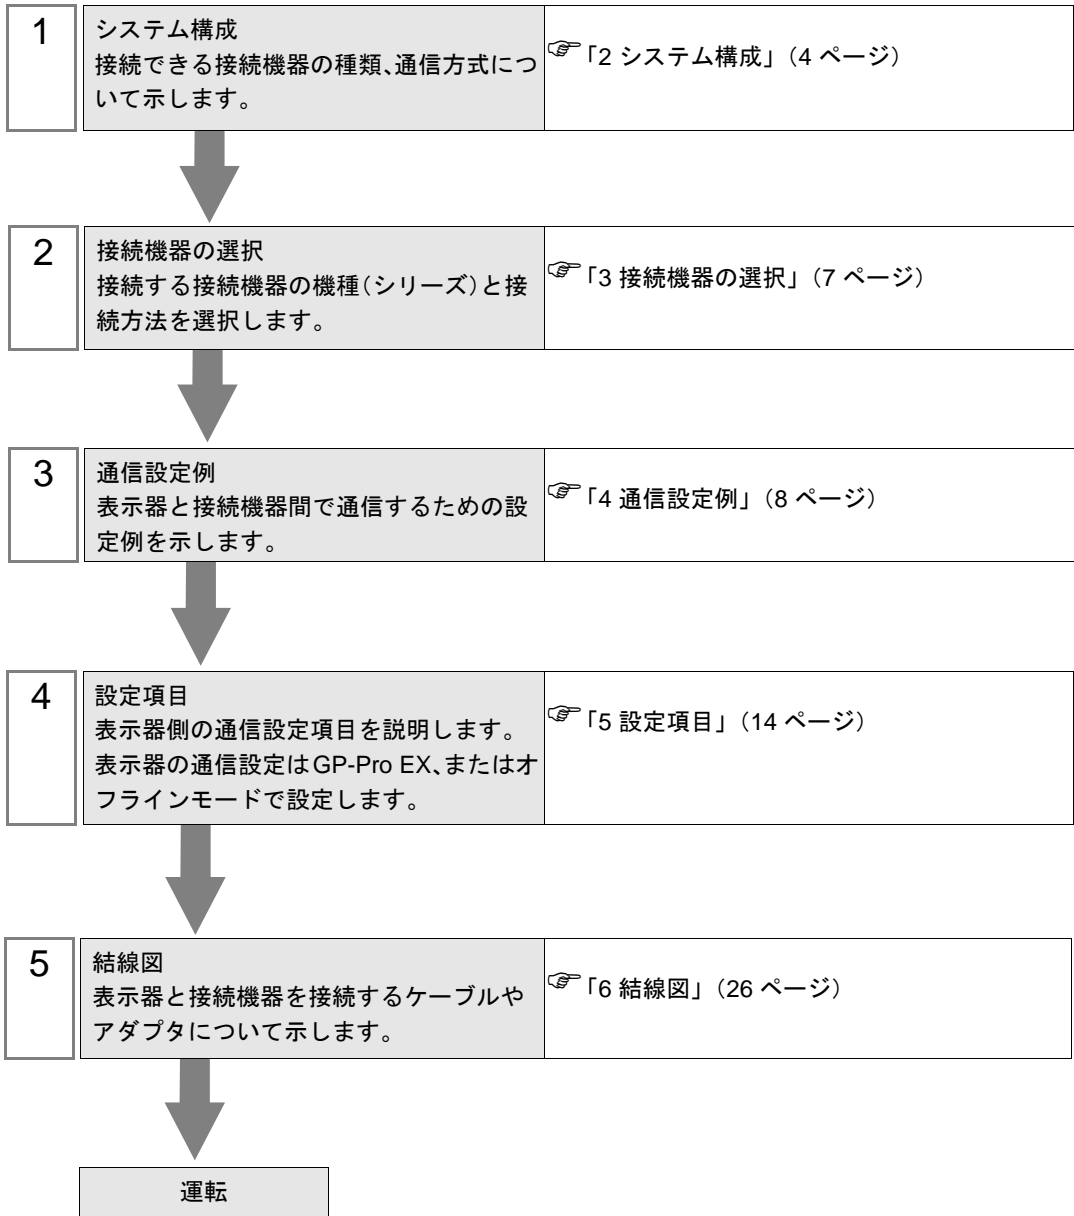 1
システム構成
接続できる接続機器の種類、通信方式につ
いて示します。
☞「2 システム構成」（4 ページ）
2
接続機器の選択
接続する接続機器の機種（シリーズ）と接
続方法を選択します。
☞「3 接続機器の選択」（7 ページ）
3
通信設定例
表示器と接続機器間で通信するための設
定例を示します。
☞「4 通信設定例」（8 ページ）
4
設定項目
表示器側の通信設定項目を説明します。
表示器の通信設定はGP-Pro EX、またはオ
フラインモードで設定します。
☞「5 設定項目」（14 ページ）
5
結線図
表示器と接続機器を接続するケーブルや
アダプタについて示します。
☞「6 結線図」（26 ページ）
運転